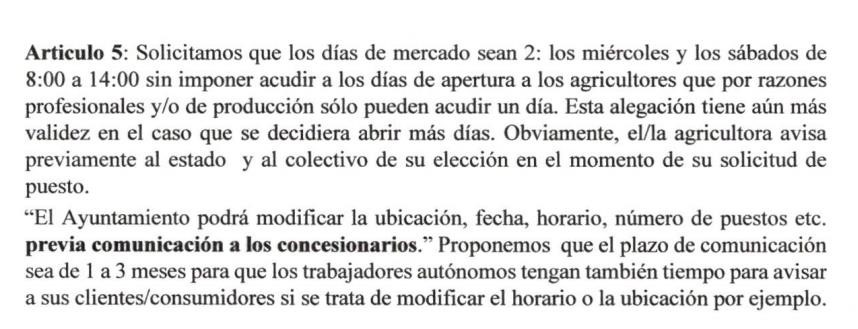 Articulo 5: Solicitamos que los días de mercado sean 2: los miércoles y los sábados de
8:00 a 14:00 sin imponer acudir a los días de apertura a los agricultores que por razones
profesionales y/o de producción sólo pueden acudir un día. Esta alegación tiene aún más
validez en el caso que se decidiera abrir más días. Obviamente, el/la agricultora avisa
previamente al estado y al colectivo de su elección en el momento de su solicitud de
puesto.
“El Ayuntamiento podrá modificar la ubicación, fecha, horario, número de puestos etc.
previa comunicación a los concesionarios.” Proponemos que el plazo de comunicación
sea de 1 a 3 meses para que los trabajadores autónomos tengan también tiempo para avisar
a sus clientes/consumidores si se trata de modificar el horario o la ubicación por ejemplo.